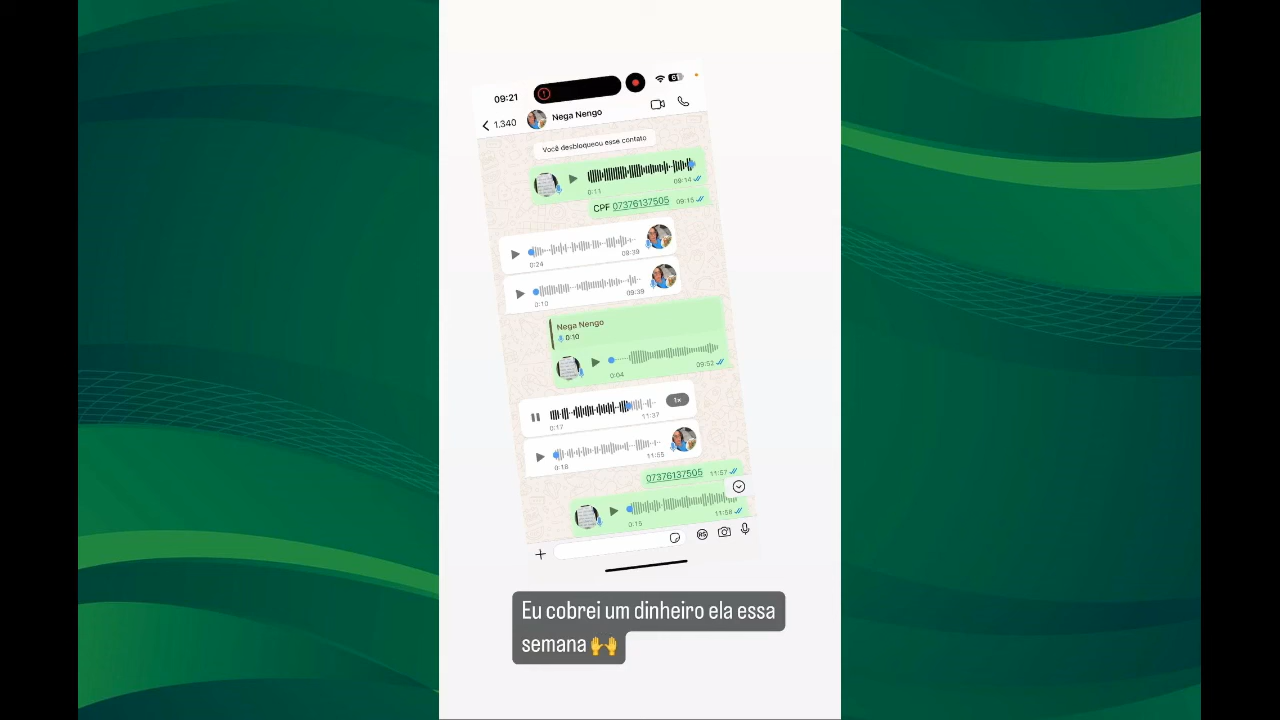 09:21
1.340
Nega Nengo
Você desbloqueou esse contato
0:11
09:14
CPF 07376137505 09:15
0:24
09:39
0:10
09:39
Nega Nengo
0:10
0:04
09:52
1x
0:17
11:37
0:18
11:55
07376137505 11:57
0:15
11:58
Eu cobrei um dinheiro ela essa
semana 🙌